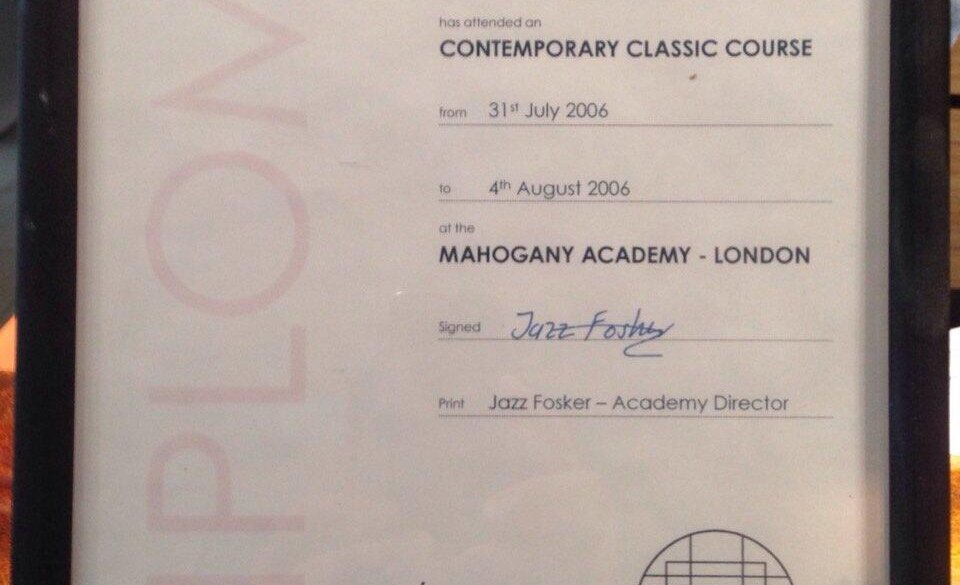 has attended an
CONTEMPORARY CLASSIC COURSE
from 31st July 2006
to 4th August 2006
at the
MAHOGANY ACADEMY - LONDON
Signed Jazz Fosker
Print Jazz Fosker – Academy Director
PLOM